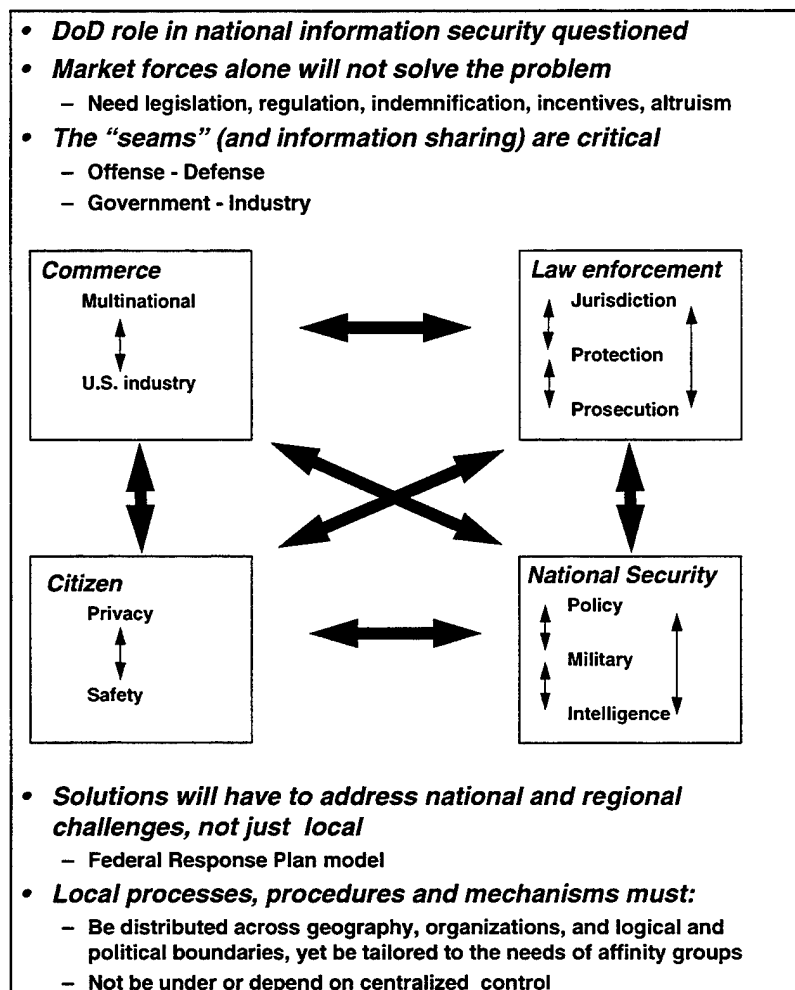 • DoD role in national information security questioned
• Market forces alone will not solve the problem
– Need legislation, regulation, indemnification, incentives, altruism
• The “seams” (and information sharing) are critical
– Offense - Defense
– Government - Industry
Commerce
Multinational
U.S. industry
Law enforcement
Jurisdiction
Protection
Prosecution
Citizen
Privacy
Safety
National Security
Policy
Military
Intelligence
• Solutions will have to address national and regional
challenges, not just local
– Federal Response Plan model
• Local processes, procedures and mechanisms must:
– Be distributed across geography, organizations, and logical and
political boundaries, yet be tailored to the needs of affinity groups
– Not be under or depend on centralized control